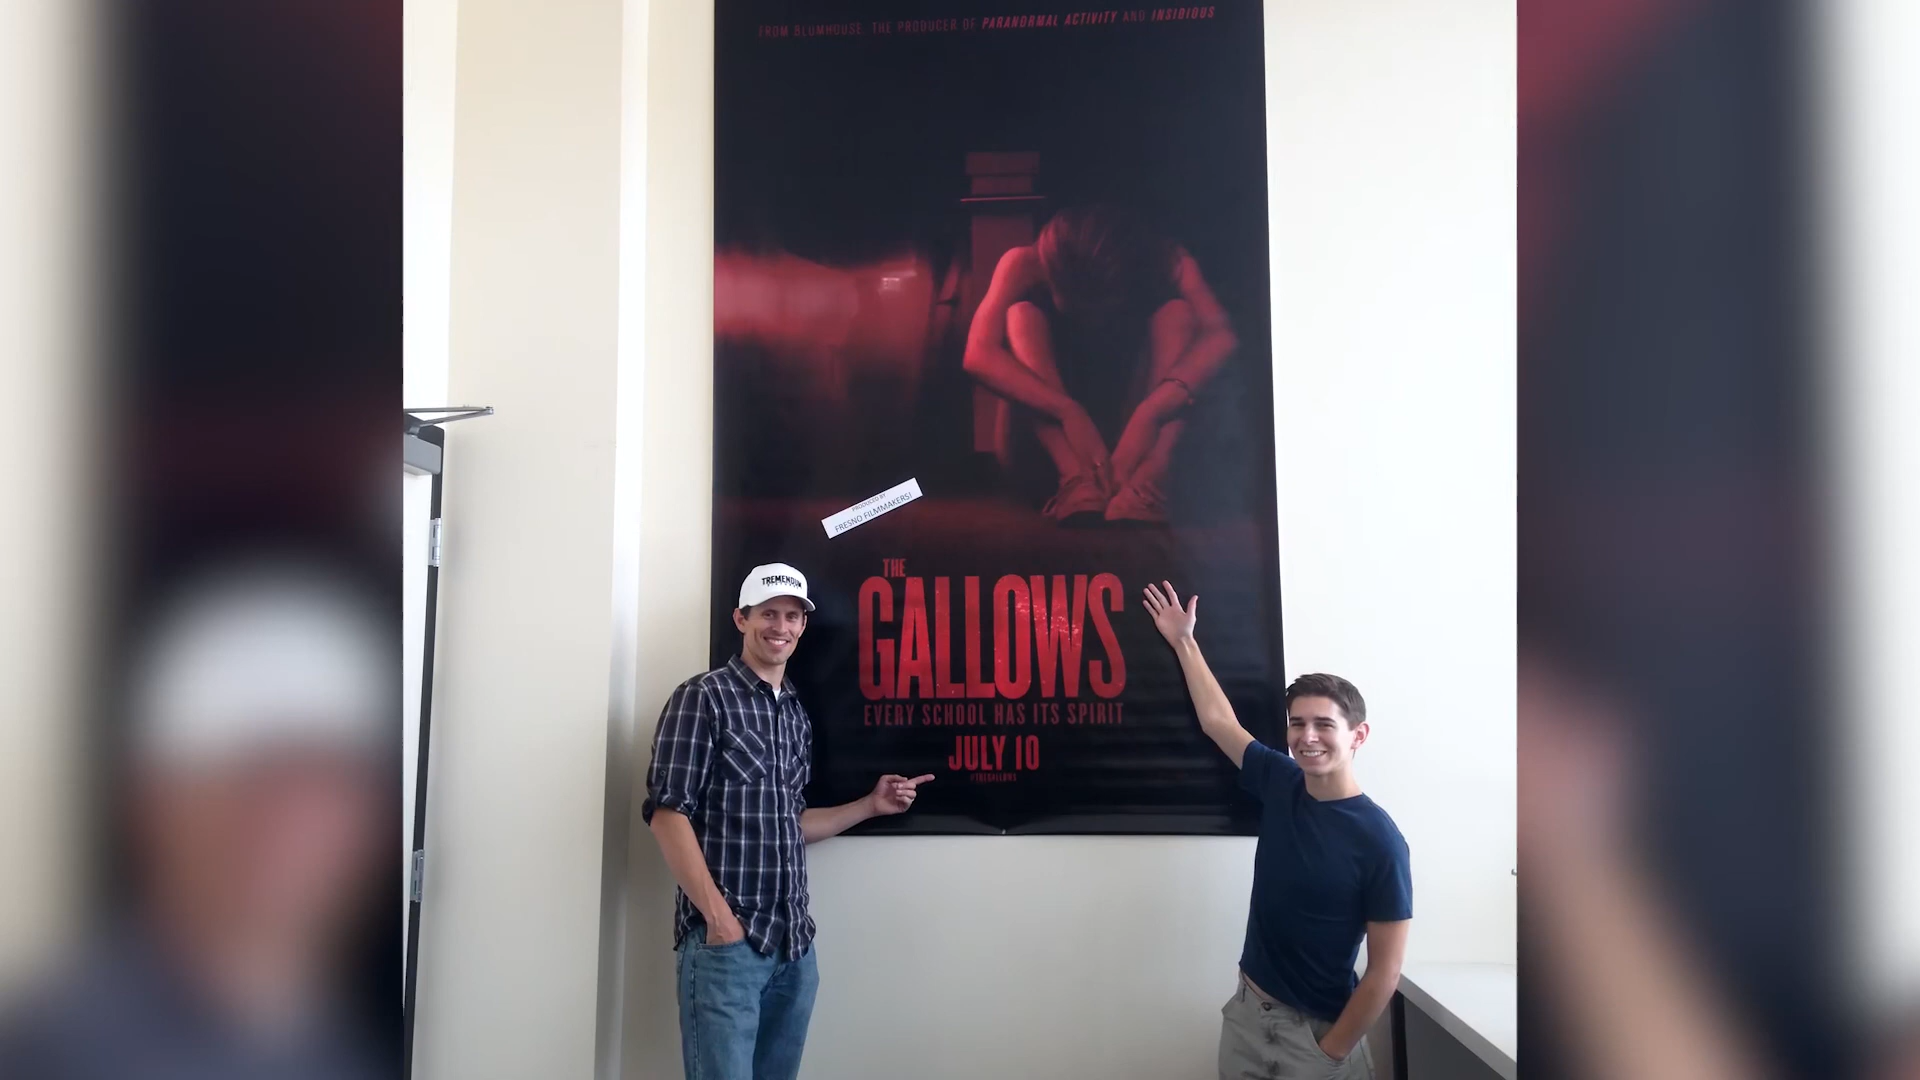 FROM BLUMHOUSE, THE PRODUCER OF PARANORMAL ACTIVITY AND INSIDIOUS
PRODUCED BY
FRESNO FILMMAKERS!
THE
GALLOWS
EVERY SCHOOL HAS ITS SPIRIT
JULY 10
#THEGALLOWS
TREMENDUM